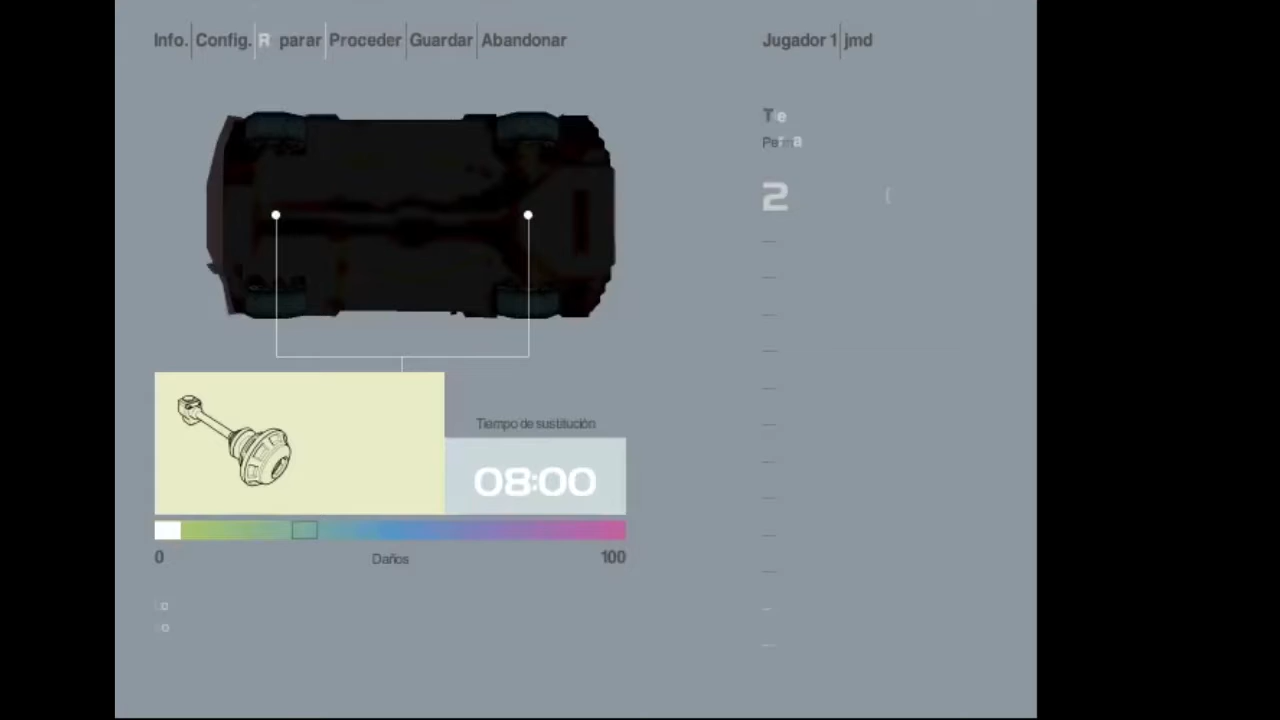 Info. Config. R parar Proceder Guardar Abandonar
Jugador 1 jmd
2
Tiempo de sustitución
08:00
0 Daños 100